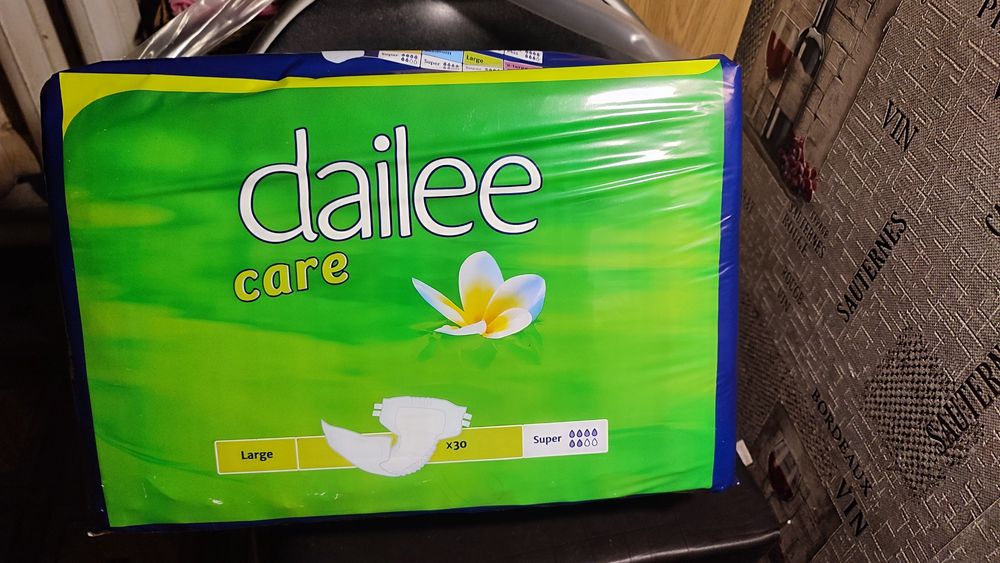 Super
Large
dailee
care
Large
x30
Super
VIN
SAUTERNES
SAUTERNES
BORDEAUX
VIN